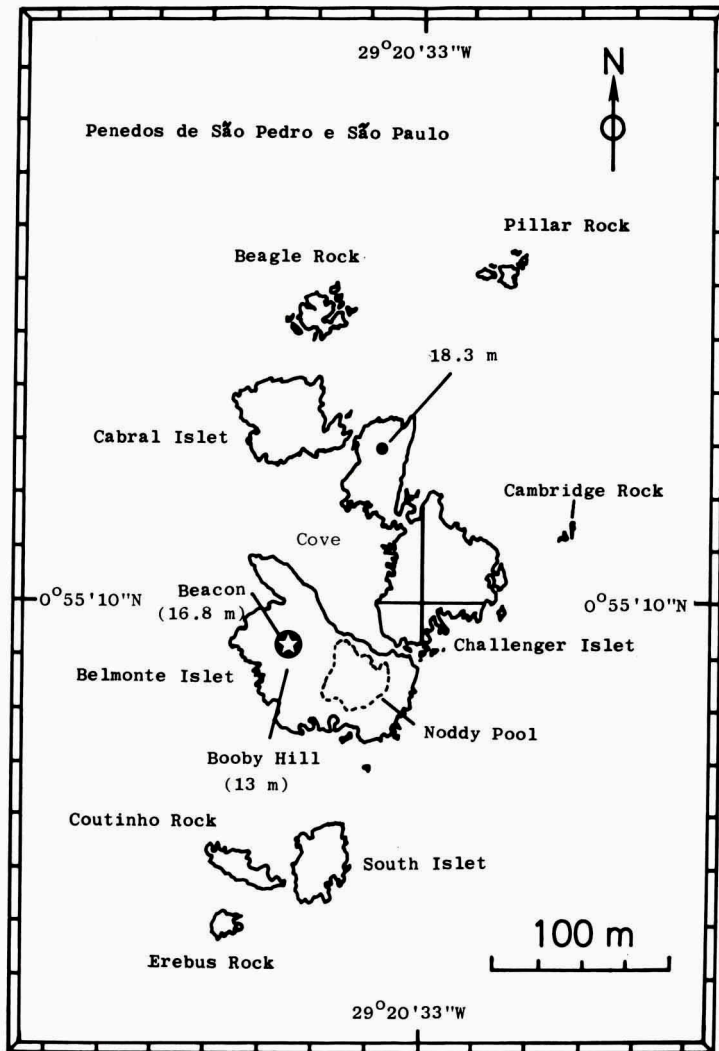 29°20'33"W
N
Penedos de São Pedro e São Paulo
Pillar Rock
Beagle Rock
18.3 m
Cabral Islet
Cambridge Rock
Cove
Beacon
(16.8 m)
0°55'10"N
0°55'10"N
Challenger Islet
Belmonte Islet
Noddy Pool
Booby Hill
(13 m)
Coutinho Rock
South Islet
100 m
Erebus Rock
29°20'33"W